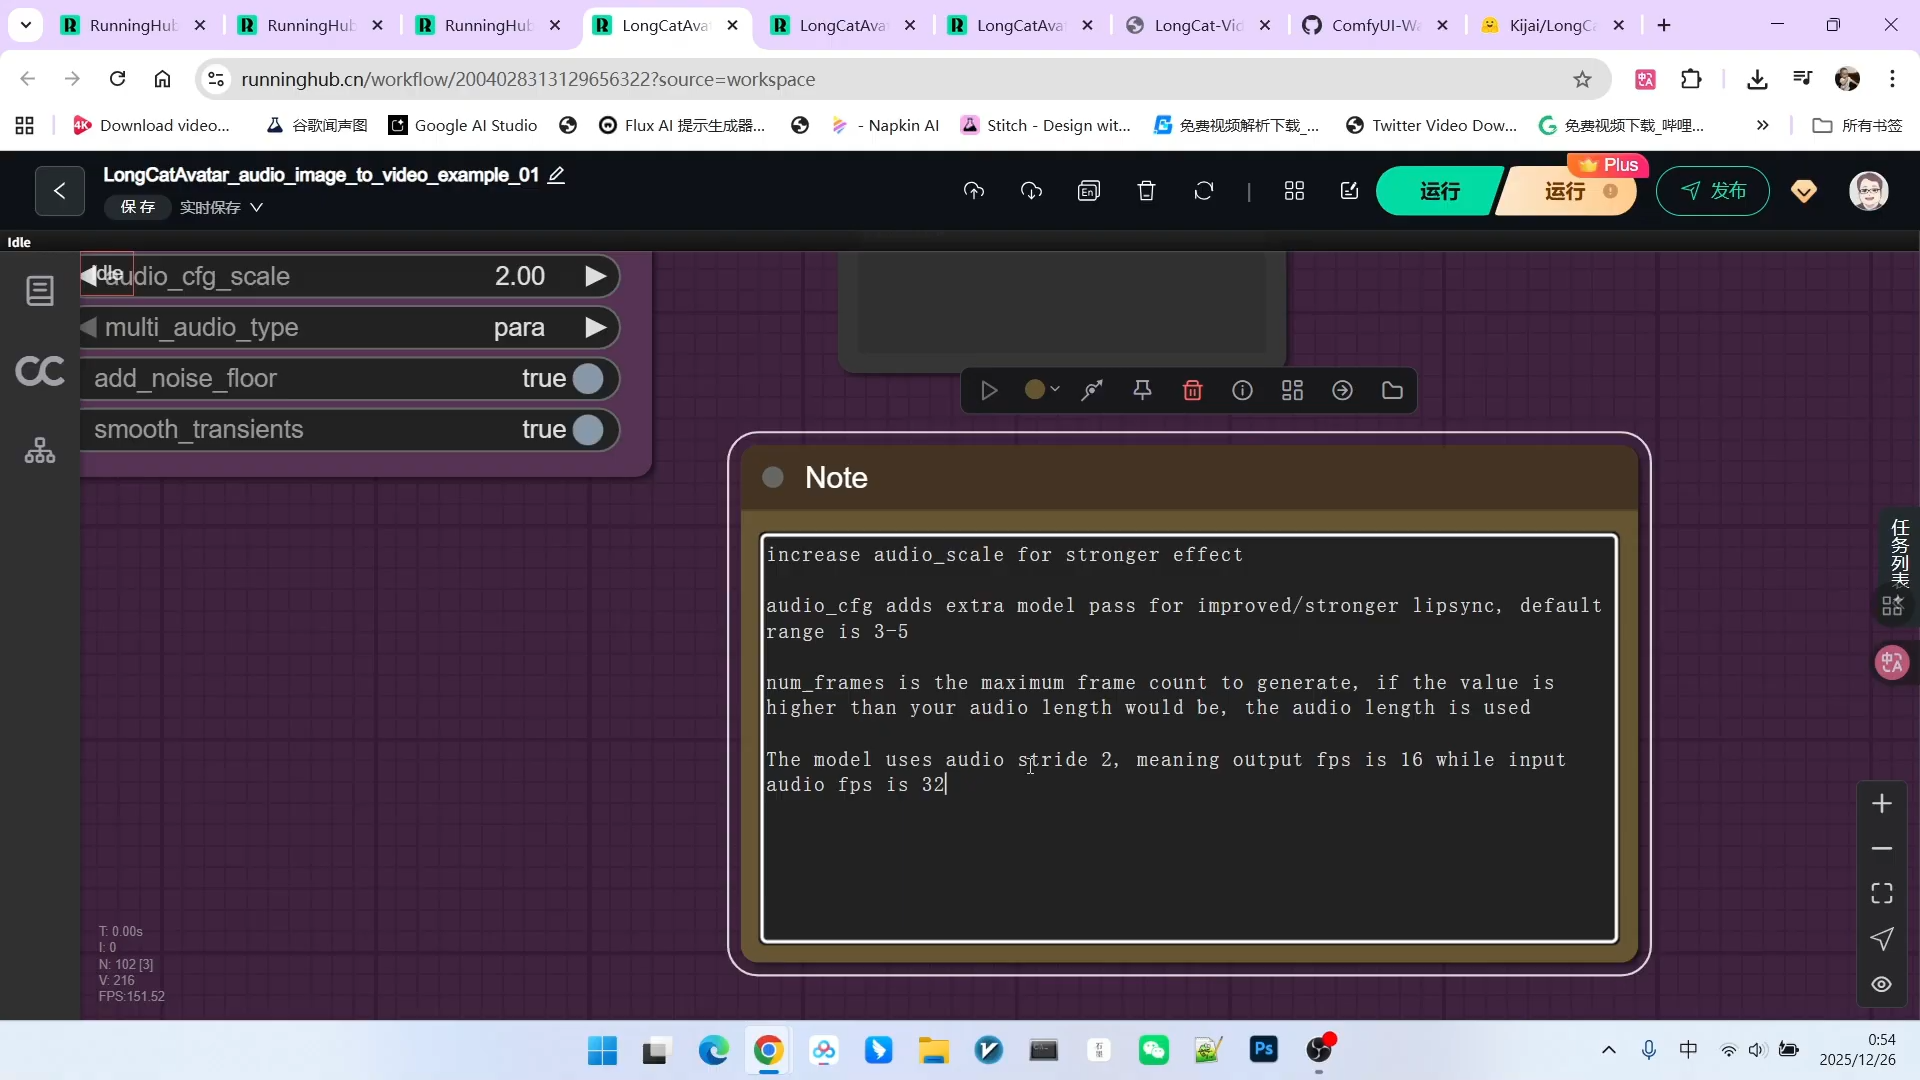 RunningHub
RunningHub
RunningHub
LongCatAva
LongCatAva
LongCatAva
LongCat-Vid
ComfyUI-Wa
Kijai/LongCa
runninghub.cn/workflow/2004028313129656322?source=workspace
Download video...
谷歌闻声图
Google AI Studio
Flux AI 提示生成器...
- Napkin AI
Stitch - Design wit...
免费视频解析下载_...
Twitter Video Dow...
免费视频下载_哔哩...
所有书签
LongCatAvatar_audio_image_to_video_example_01
保存
实时保存
运行
运行
Plus
发布
Idle
Idle
audio_cfg_scale 2.00
multi_audio_type para
add_noise_floor true
smooth_transients true
Note
increase audio_scale for stronger effect
audio_cfg adds extra model pass for improved/stronger lipsync, default
range is 3-5
num_frames is the maximum frame count to generate, if the value is
higher than your audio length would be, the audio length is used
The model uses audio stride 2, meaning output fps is 16 while input
audio fps is 32
任务列表
T: 0.00s
I: 0
N: 102 [3]
V: 216
FPS:151.52
中
0:54
2025/12/26